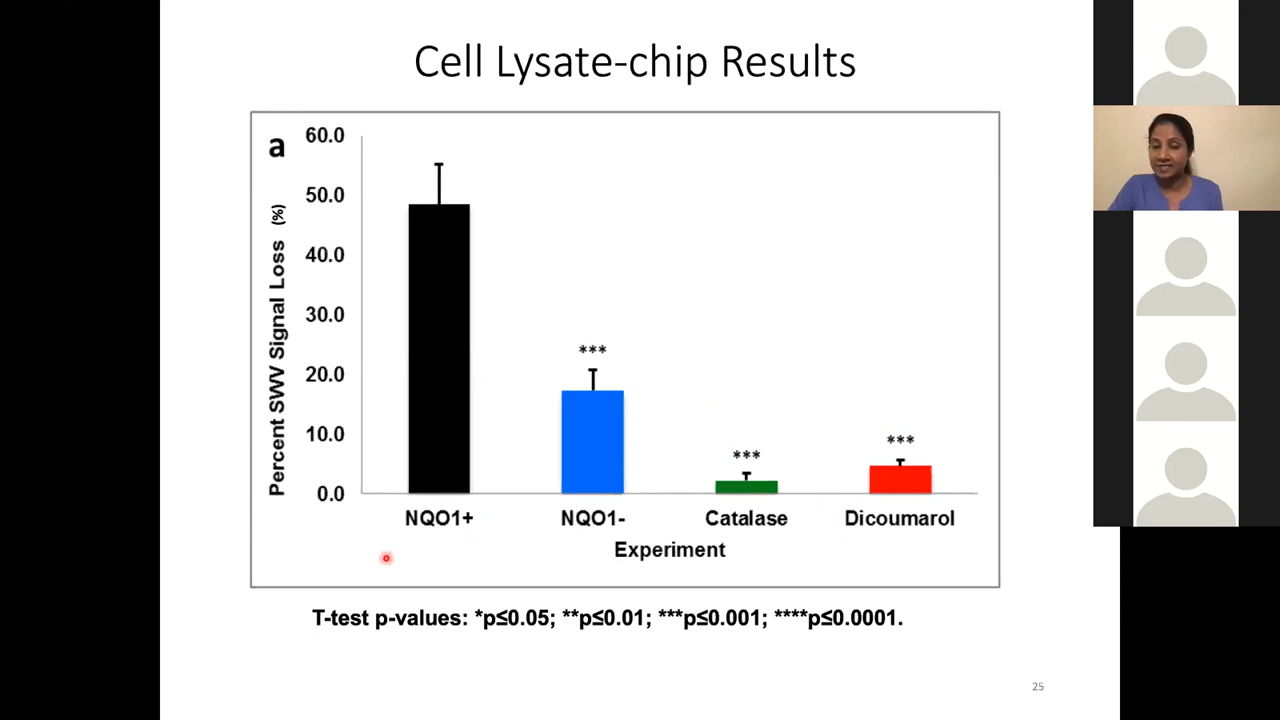 Cell Lysate-chip Results
a
Percent SWV Signal Loss (%)
60.0
50.0
40.0
30.0
20.0
10.0
0.0
***
***
***
NQO1+ NQO1- Catalase Dicoumarol
Experiment
T-test p-values: *p≤0.05; **p≤0.01; ***p≤0.001; ****p≤0.0001.
25